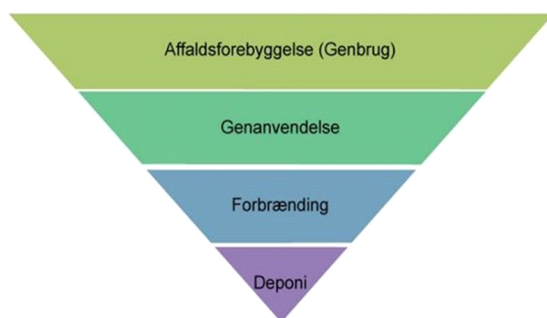 Affaldsforebyggelse (Genbrug)
Genanvendelse
Forbrænding
Deponi